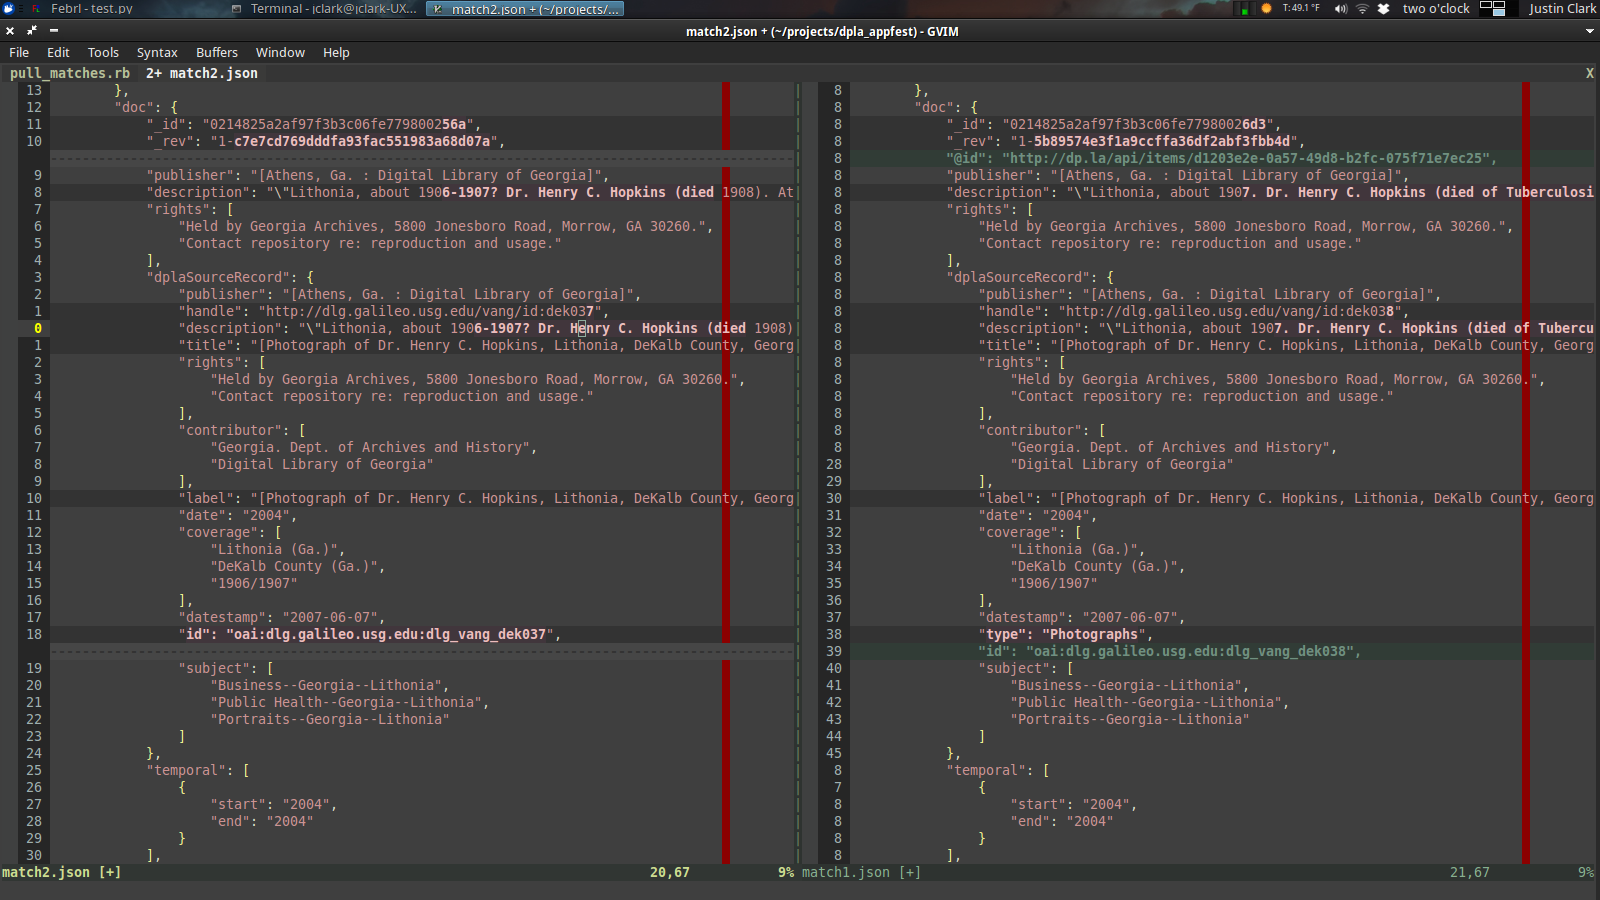 Febrl - test.py
Terminal - jclark@jclark-UX...
match2.json + (~/projects/...
T: 49.1 °F
two o'clock
Justin Clark
match2.json + (~/projects/dpla_appfest) - GVIM
File Edit Tools Syntax Buffers Window Help
pull_matches.rb 2+ match2.json X
13 },
12 "doc": {
11 "_id": "0214825a2af97f3b3c06fe779800256a",
10 "_rev": "1-c7e7cd769dddfa93fac551983a68d07a",
9 "publisher": "[Athens, Ga. : Digital Library of Georgia]",
8 "description": "\"Lithonia, about 1906-1907? Dr. Henry C. Hopkins (died 1908). At
7 "rights": [
6 "Held by Georgia Archives, 5800 Jonesboro Road, Morrow, GA 30260.",
5 "Contact repository re: reproduction and usage."
4 ],
3 "dplaSourceRecord": {
2 "publisher": "[Athens, Ga. : Digital Library of Georgia]",
1 "handle": "http://dlg.galileo.usg.edu/vang/id:dek037",
0 "description": "\"Lithonia, about 1906-1907? Dr. Henry C. Hopkins (died 1908)
1 "title": "[Photograph of Dr. Henry C. Hopkins, Lithonia, DeKalb County, Georg
2 "rights": [
3 "Held by Georgia Archives, 5800 Jonesboro Road, Morrow, GA 30260.",
4 "Contact repository re: reproduction and usage."
5 ],
6 "contributor": [
7 "Georgia. Dept. of Archives and History",
8 "Digital Library of Georgia"
9 ],
10 "label": "[Photograph of Dr. Henry C. Hopkins, Lithonia, DeKalb County, Georg
11 "date": "2004",
12 "coverage": [
13 "Lithonia (Ga.)",
14 "DeKalb County (Ga.)",
15 "1906/1907"
16 ],
17 "datestamp": "2007-06-07",
18 "id": "oai:dlg.galileo.usg.edu:dlg_vang_dek037",
19 "subject": [
20 "Business--Georgia--Lithonia",
21 "Public Health--Georgia--Lithonia",
22 "Portraits--Georgia--Lithonia"
23 ]
24 },
25 "temporal": [
26 {
27 "start": "2004",
28 "end": "2004"
29 }
30 ],
match2.json [+] 20,67 9%
8 },
8 "doc": {
8 "_id": "0214825a2af97f3b3c06fe77980026d3",
8 "_rev": "1-5b89574e3f1a9ccffa36df2abf3fbb4d",
8 "@id": "http://dp.la/api/items/d1203e2e-0a57-49d8-b2fc-075f71e7ec25",
8 "publisher": "[Athens, Ga. : Digital Library of Georgia]",
8 "description": "\"Lithonia, about 1907. Dr. Henry C. Hopkins (died of Tuberculosi
8 "rights": [
8 "Held by Georgia Archives, 5800 Jonesboro Road, Morrow, GA 30260.",
8 "Contact repository re: reproduction and usage."
8 ],
8 "dplaSourceRecord": {
8 "publisher": "[Athens, Ga. : Digital Library of Georgia]",
8 "handle": "http://dlg.galileo.usg.edu/vang/id:dek038",
8 "description": "\"Lithonia, about 1907. Dr. Henry C. Hopkins (died of Tubercu
8 "title": "[Photograph of Dr. Henry C. Hopkins, Lithonia, DeKalb County, Georg
8 "rights": [
8 "Held by Georgia Archives, 5800 Jonesboro Road, Morrow, GA 30260.",
8 "Contact repository re: reproduction and usage."
8 ],
8 "contributor": [
8 "Georgia. Dept. of Archives and History",
28 "Digital Library of Georgia"
29 ],
30 "label": "[Photograph of Dr. Henry C. Hopkins, Lithonia, DeKalb County, Georg
31 "date": "2004",
32 "coverage": [
33 "Lithonia (Ga.)",
34 "DeKalb County (Ga.)",
35 "1906/1907"
36 ],
37 "datestamp": "2007-06-07",
38 "type": "Photographs",
39 "id": "oai:dlg.galileo.usg.edu:dlg_vang_dek038",
40 "subject": [
41 "Business--Georgia--Lithonia",
42 "Public Health--Georgia--Lithonia",
43 "Portraits--Georgia--Lithonia"
44 ]
45 },
8 "temporal": [
7 {
8 "start": "2004",
8 "end": "2004"
8 }
8 ],
match1.json [+] 21,67 9%